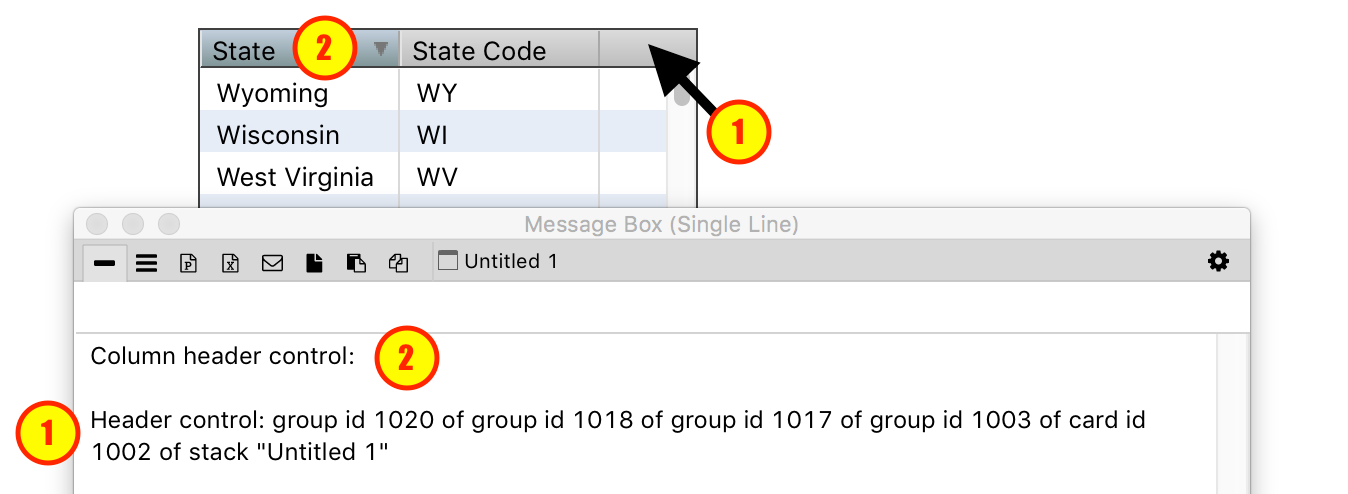 State 2 State Code
Wyoming WY
1
Wisconsin WI
West Virginia WV
Message Box (Single Line)
P X Untitled 1
Column header control: 2
1 Header control: group id 1020 of group id 1018 of group id 1017 of group id 1003 of card id
1002 of stack "Untitled 1"